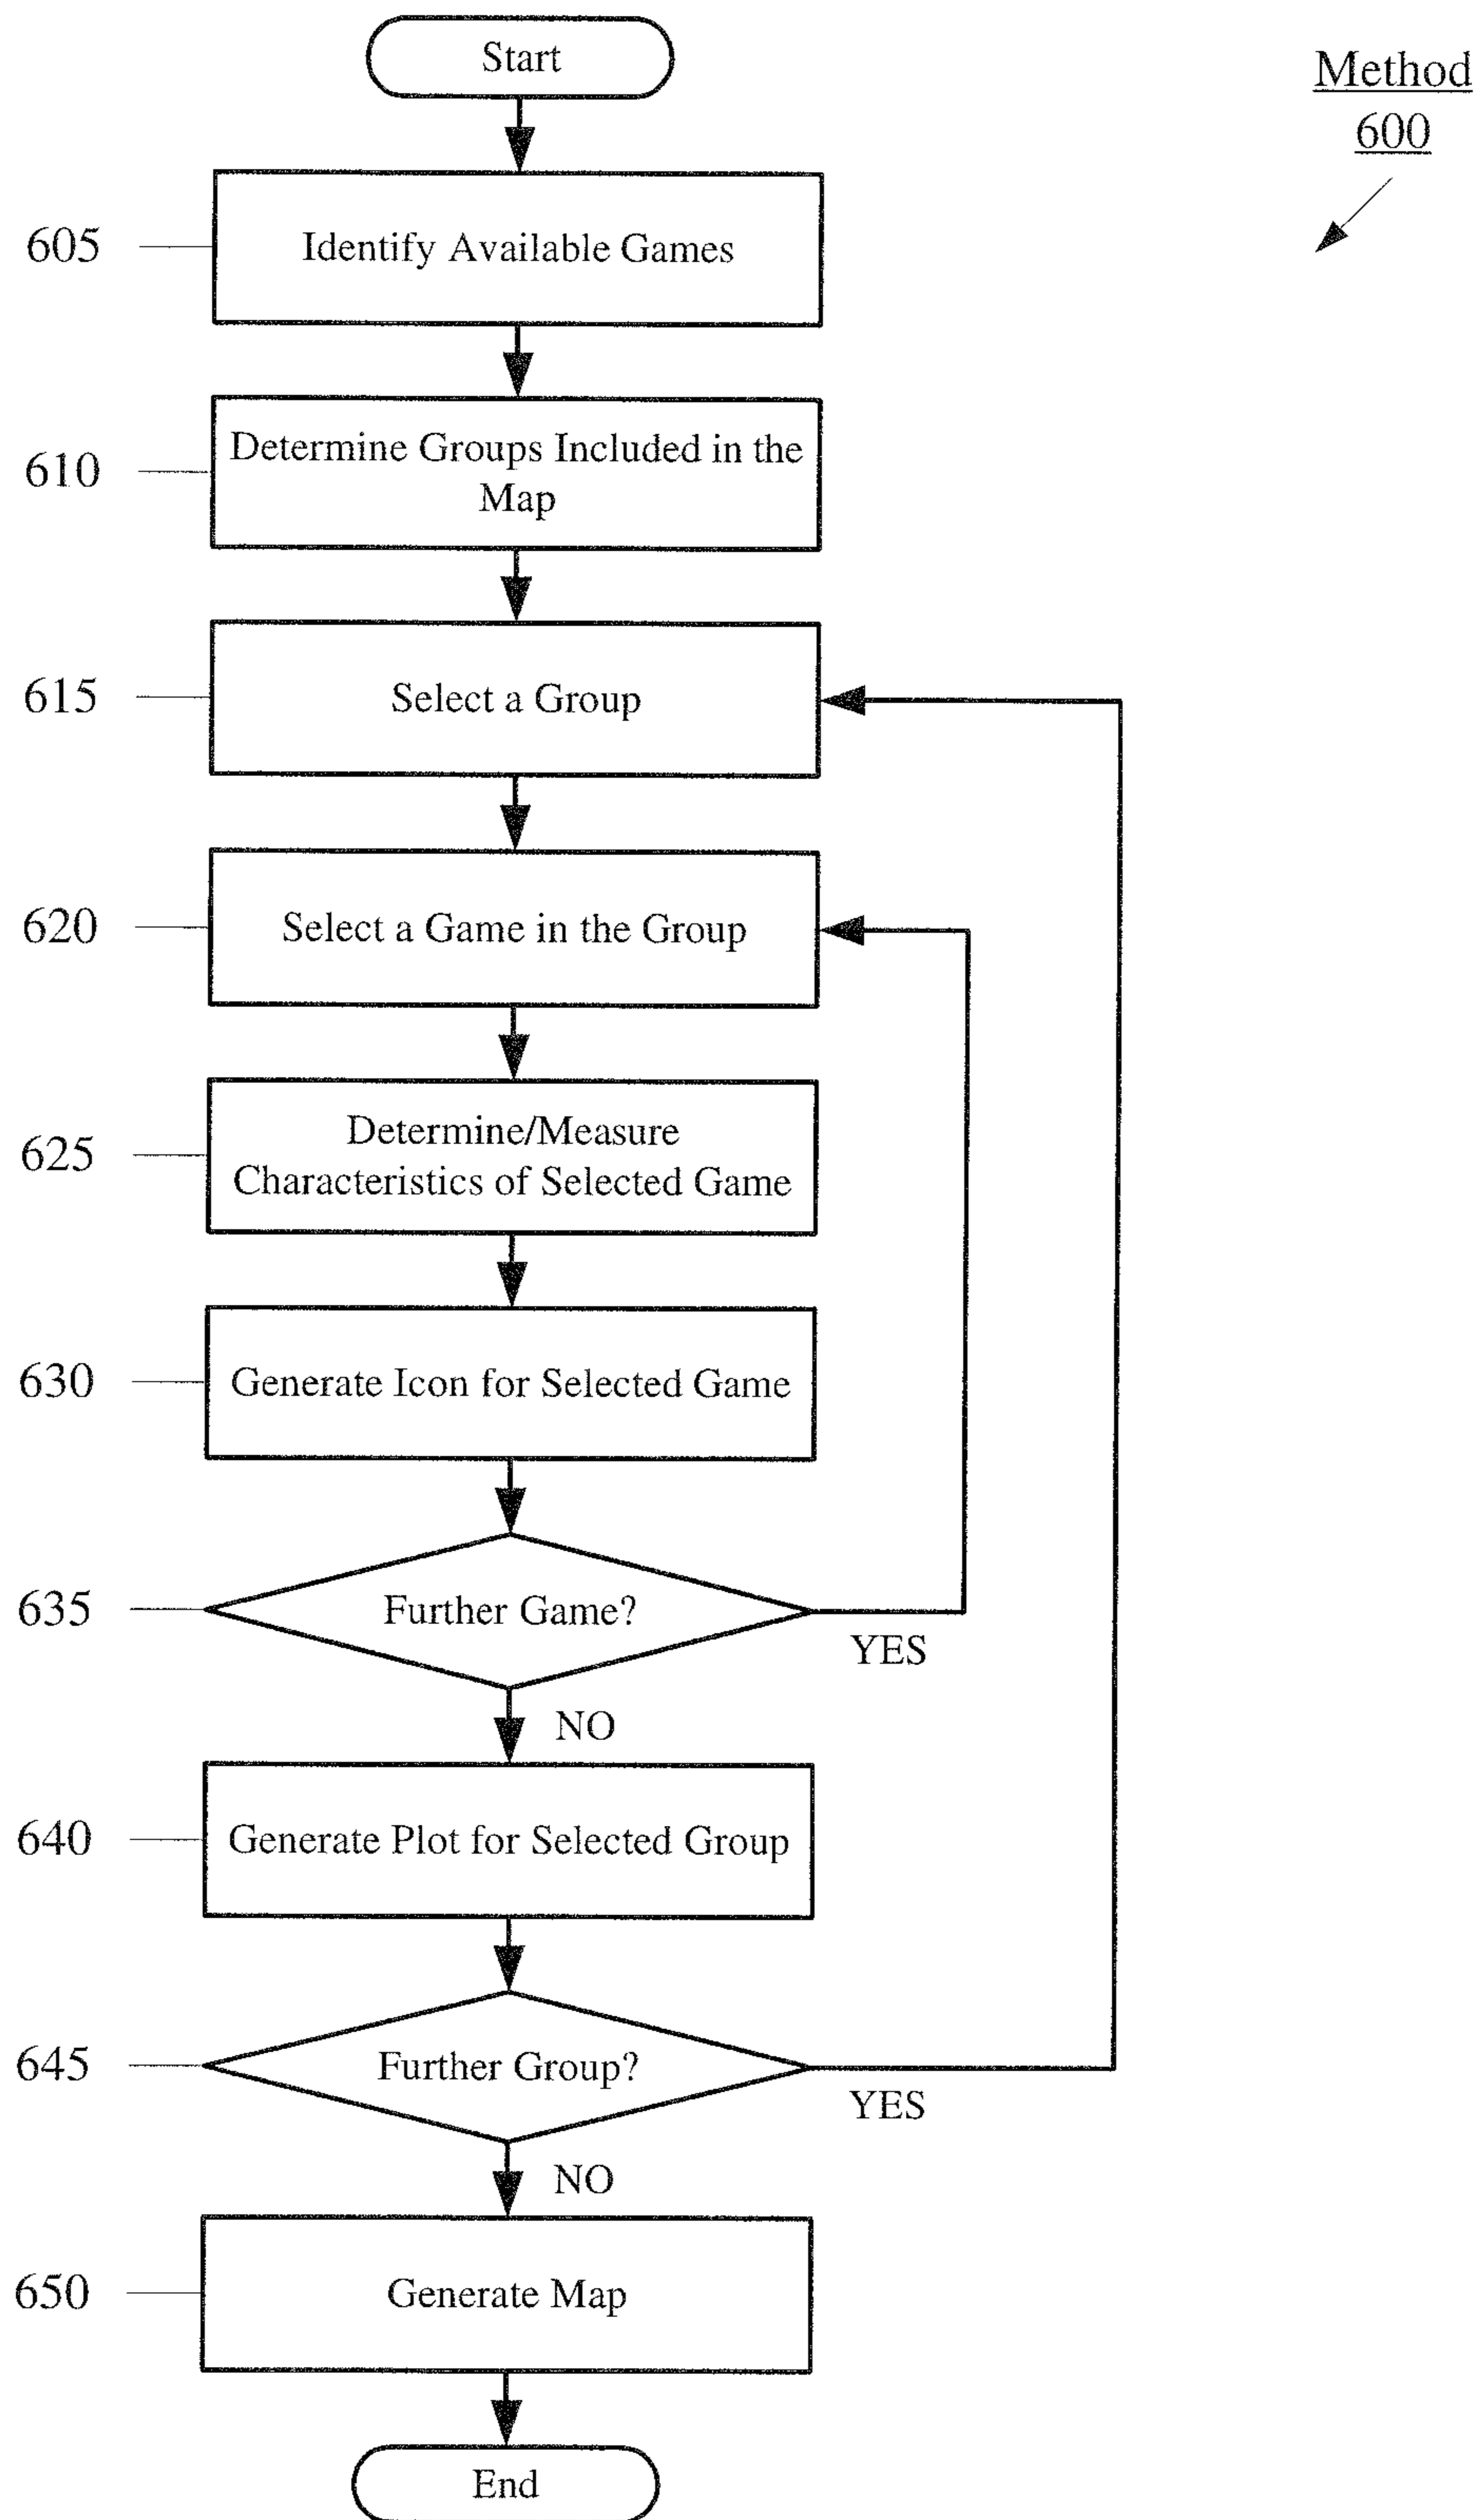 Start
Method
600
605
Identify Available Games
610
Determine Groups Included in the
Map
615
Select a Group
620
Select a Game in the Group
625
Determine/Measure
Characteristics of Selected Game
630
Generate Icon for Selected Game
635
Further Game?
YES
NO
640
Generate Plot for Selected Group
645
Further Group?
YES
NO
650
Generate Map
End